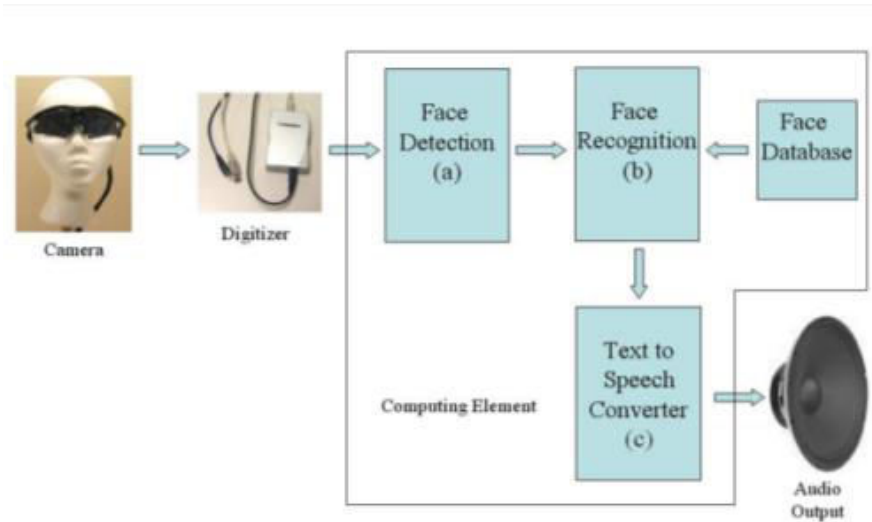 Camera
Digitizer
Face
Detection
(a)
Face
Recognition
(b)
Face
Database
Text to
Speech
Converter
(c)
Computing Element
Audio
Output